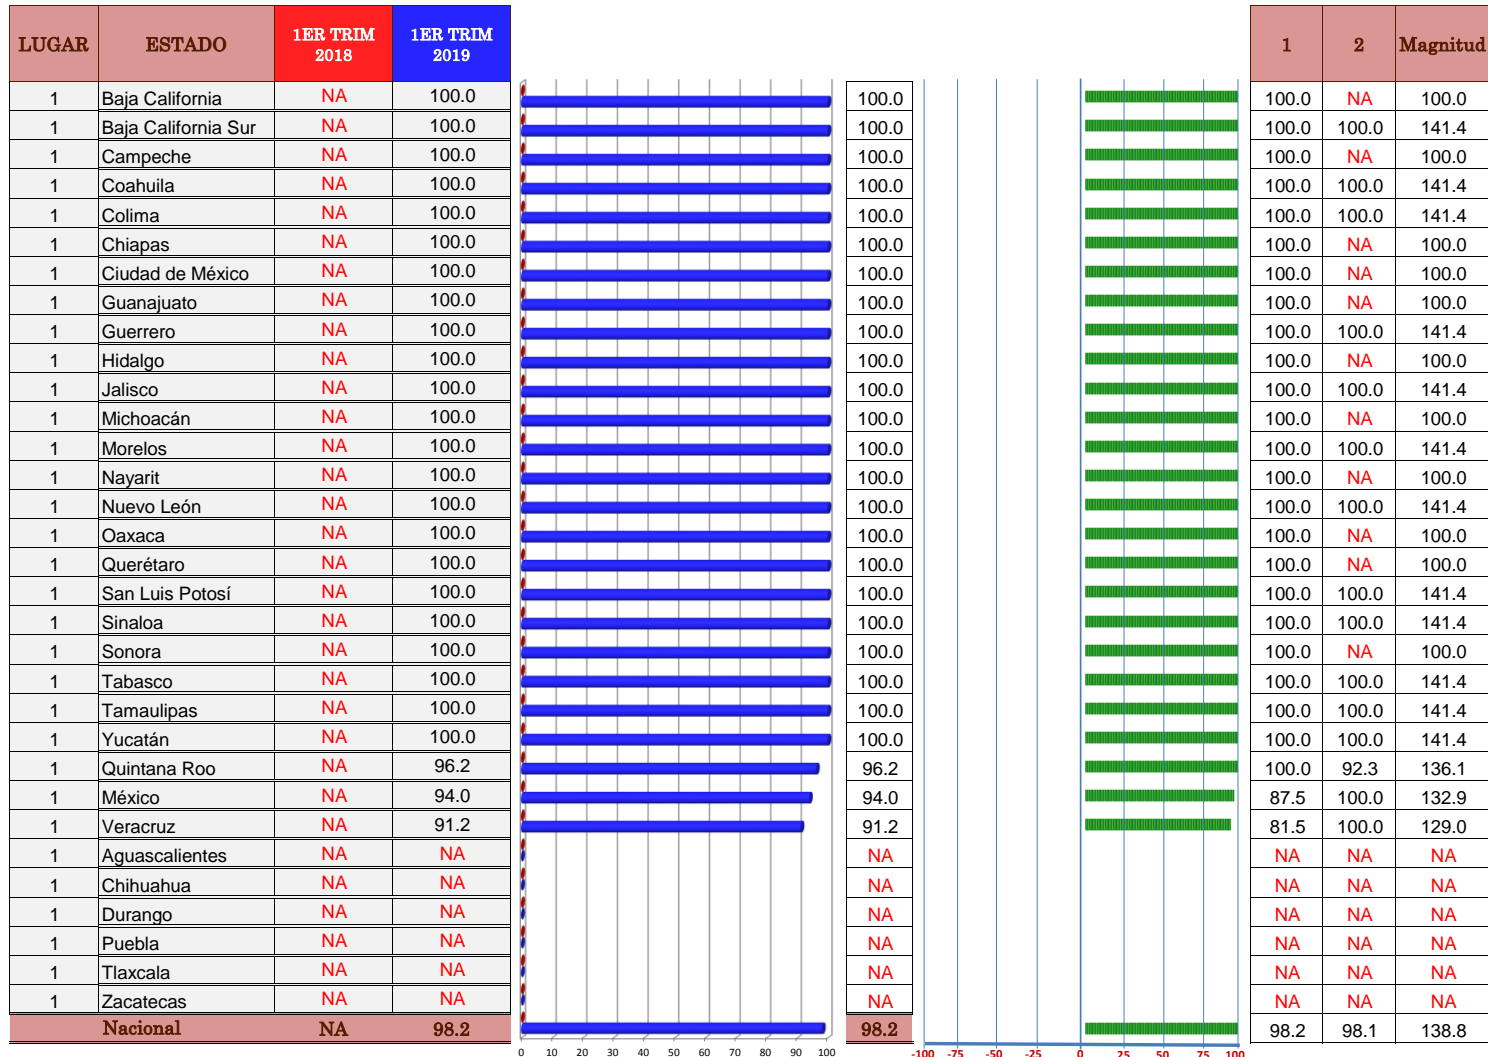 LUGAR ESTADO 1ER TRIM 2018 1ER TRIM 2019 1 2 Magnitud
1 Baja California NA 100.0 100.0 100.0 NA 100.0
1 Baja California Sur NA 100.0 100.0 100.0 100.0 141.4
1 Campeche NA 100.0 100.0 100.0 NA 100.0
1 Coahuila NA 100.0 100.0 100.0 100.0 141.4
1 Colima NA 100.0 100.0 100.0 100.0 141.4
1 Chiapas NA 100.0 100.0 100.0 NA 100.0
1 Ciudad de México NA 100.0 100.0 100.0 NA 100.0
1 Guanajuato NA 100.0 100.0 100.0 NA 100.0
1 Guerrero NA 100.0 100.0 100.0 100.0 141.4
1 Hidalgo NA 100.0 100.0 100.0 NA 100.0
1 Jalisco NA 100.0 100.0 100.0 100.0 141.4
1 Michoacán NA 100.0 100.0 100.0 NA 100.0
1 Morelos NA 100.0 100.0 100.0 100.0 141.4
1 Nayarit NA 100.0 100.0 100.0 NA 100.0
1 Nuevo León NA 100.0 100.0 100.0 100.0 141.4
1 Oaxaca NA 100.0 100.0 100.0 NA 100.0
1 Querétaro NA 100.0 100.0 100.0 NA 100.0
1 San Luis Potosí NA 100.0 100.0 100.0 100.0 141.4
1 Sinaloa NA 100.0 100.0 100.0 100.0 141.4
1 Sonora NA 100.0 100.0 100.0 NA 100.0
1 Tabasco NA 100.0 100.0 100.0 100.0 141.4
1 Tamaulipas NA 100.0 100.0 100.0 100.0 141.4
1 Yucatán NA 100.0 100.0 100.0 100.0 141.4
1 Quintana Roo NA 96.2 96.2 100.0 92.3 136.1
1 México NA 94.0 94.0 87.5 100.0 132.9
1 Veracruz NA 91.2 91.2 81.5 100.0 129.0
1 Aguascalientes NA NA NA NA NA NA
1 Chihuahua NA NA NA NA NA NA
1 Durango NA NA NA NA NA NA
1 Puebla NA NA NA NA NA NA
1 Tlaxcala NA NA NA NA NA NA
1 Zacatecas NA NA NA NA NA NA
Nacional NA 98.2 98.2 98.2 98.1 138.8
0 10 20 30 40 50 60 70 80 90 100 -100 -75 -50 -25 0 25 50 75 100